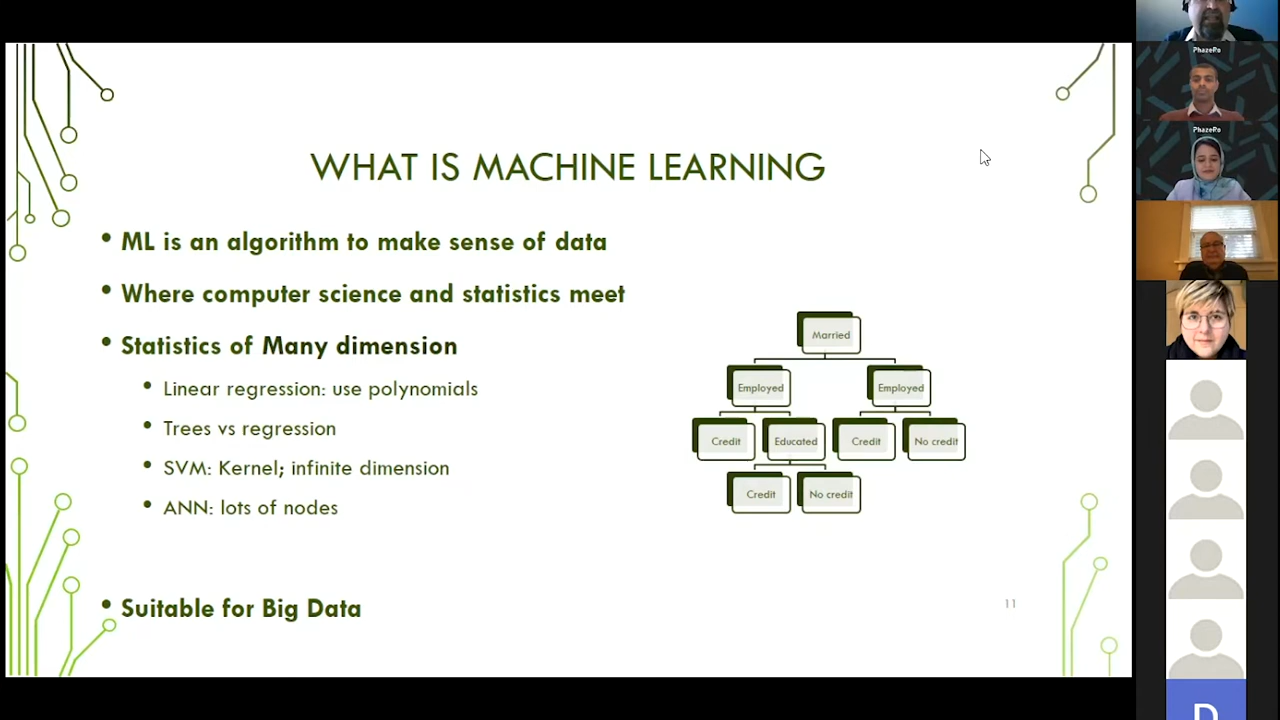 WHAT IS MACHINE LEARNING
• ML is an algorithm to make sense of data
• Where computer science and statistics meet
• Statistics of Many dimension
• Linear regression: use polynomials
• Trees vs regression
• SVM: Kernel; infinite dimension
• ANN: lots of nodes
• Suitable for Big Data
Married
Employed Employed
Credit Educated Credit No credit
Credit No credit
11
PhazeRo
PhazeRo
D